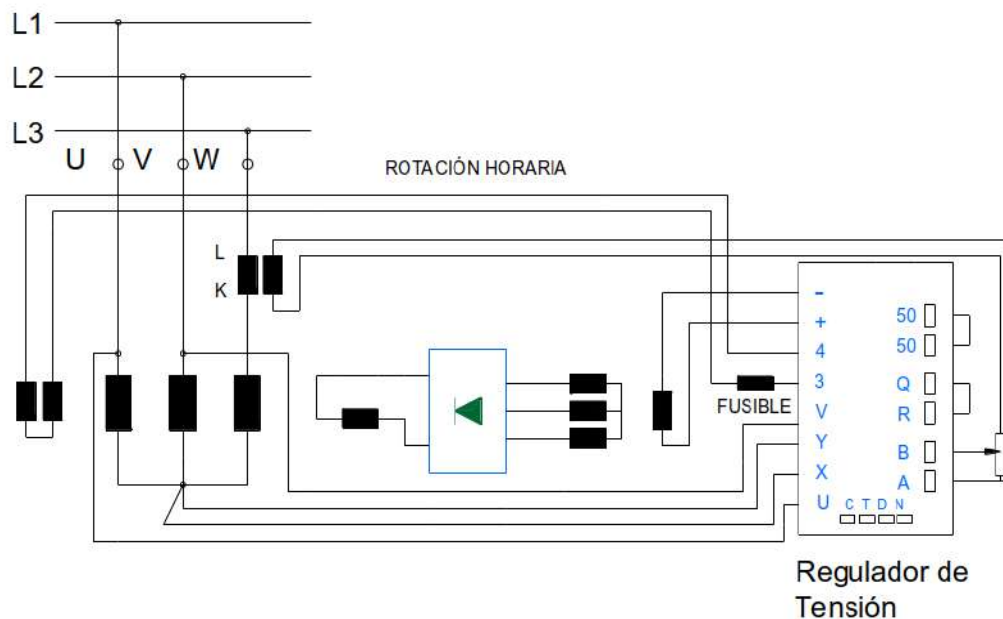 L1
L2
L3
U V W
ROTACIÓN HORARIA
L
K
-
+
4
3
V
Y
X
U
50
50
Q
R
B
A
C T D N
FUSIBLE
Regulador de
Tensión